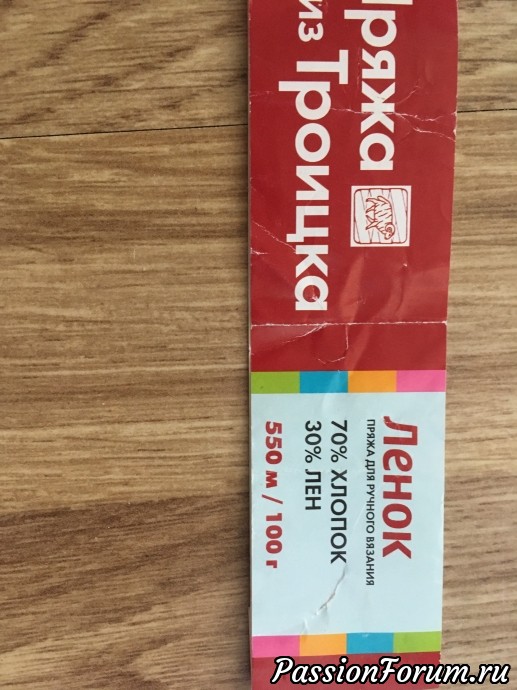 Пряжа
из Троицка
Ленок
ПРЯЖА ДЛЯ РУЧНОГО ВЯЗАНИЯ
70% ХЛОПОК
30% ЛЕН
550 м / 100 г
PassionForum.ru